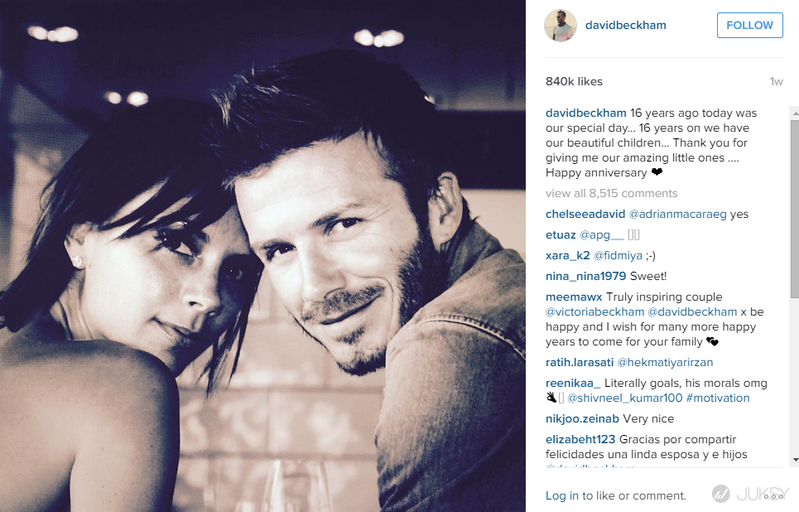 davidbeckham
FOLLOW
840k likes
1w
davidbeckham 16 years ago today was
our special day... 16 years on we have
our beautiful children... Thank you for
giving me our amazing little ones ....
Happy anniversary ❤
view all 8,515 comments
chelseeadavid @adrianmacaraeg yes
etuaz @apg__
xara_k2 @fidmiya ;-)
nina_nina1979 Sweet!
meemawx Truly inspiring couple
@victoriabeckham @davidbeckham x be
happy and I wish for many more happy
years to come for your family 💕
ratih.larasati @hekmatiyarirzan
reenikaa_ Literally goals, his morals omg
👌 @shivneel_kumar100 #motivation
nikjoo.zeinab Very nice
elizabeht123 Gracias por compartir
felicidades una linda esposa y e hijos
@davidbeckham
Log in to like or comment.
JUKSY